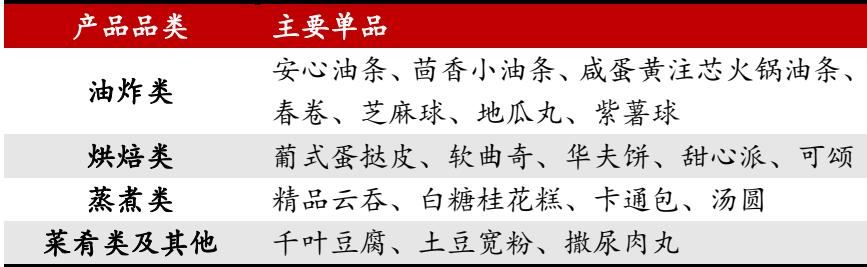 产品品类 主要单品
油炸类 安心油条、茴香小油条、咸蛋黄注芯火锅油条、
春卷、芝麻球、地瓜丸、紫薯球
烘焙类 葡式蛋挞皮、软曲奇、华夫饼、甜心派、可颂
蒸煮类 精品云吞、白糖桂花糕、卡通包、汤圆
菜肴类及其他 千叶豆腐、土豆宽粉、撒尿肉丸